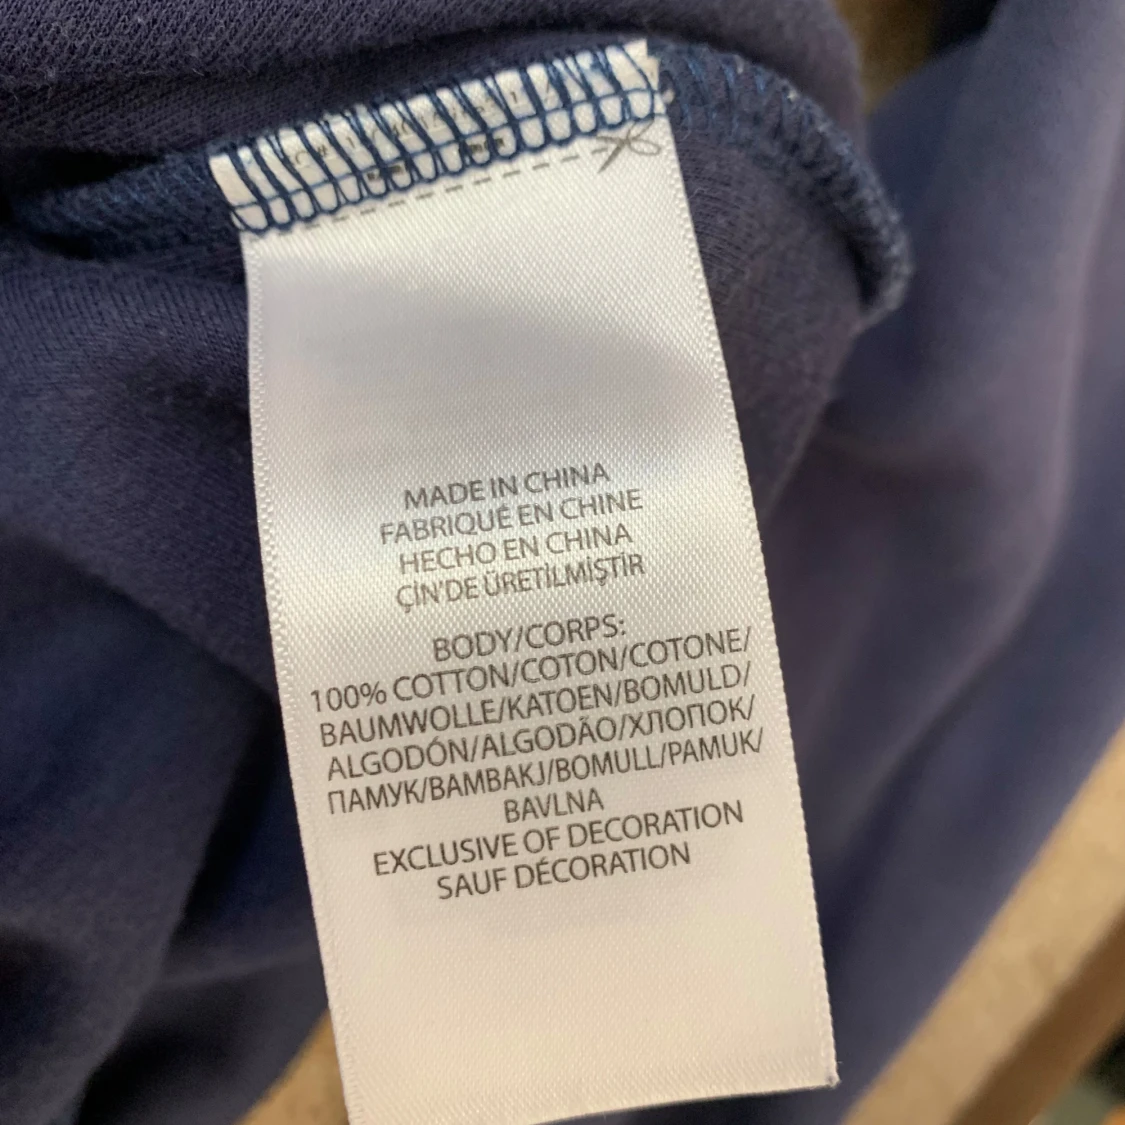 MADE IN CHINA
FABRIQUÉ EN CHINE
HECHO EN CHINA
ÇİN'DE ÜRETİLMİŞTİR
BODY/CORPS:
100% COTTON/COTON/COTONE/
BAUMWOLLE/KATOEN/BOMULD/
ALGODÓN/ALGODÃO/ХЛОПОК/
ПАМУК/BAMBAKJ/BOMULL/PAMUK/
BAVLNA
EXCLUSIVE OF DECORATION
SAUF DÉCORATION